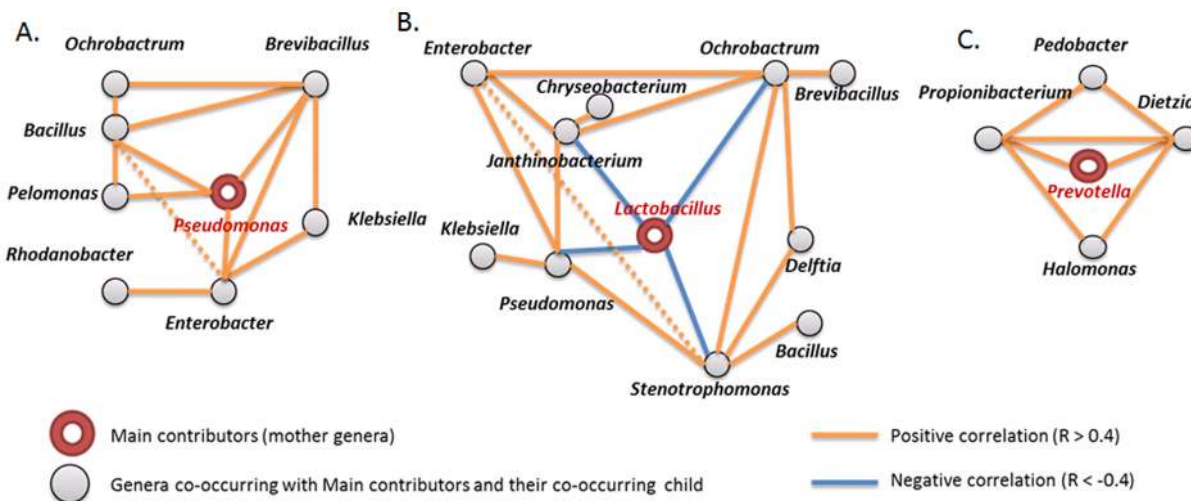 A.
Ochrobactrum
Brevibacillus
Bacillus
Pelomonas
Pseudomonas
Klebsiella
Rhodanobacter
Enterobacter
B.
Enterobacter
Ochrobactrum
Chryseobacterium
Brevibacillus
Janthinobacterium
Lactobacillus
Klebsiella
Delftia
Pseudomonas
Bacillus
Stenotrophomonas
C.
Pedobacter
Propionibacterium
Dietzia
Prevotella
Halomonas
Main contributors (mother genera)
Positive correlation (R > 0.4)
Genera co-occurring with Main contributors and their co-occurring child
Negative correlation (R < -0.4)